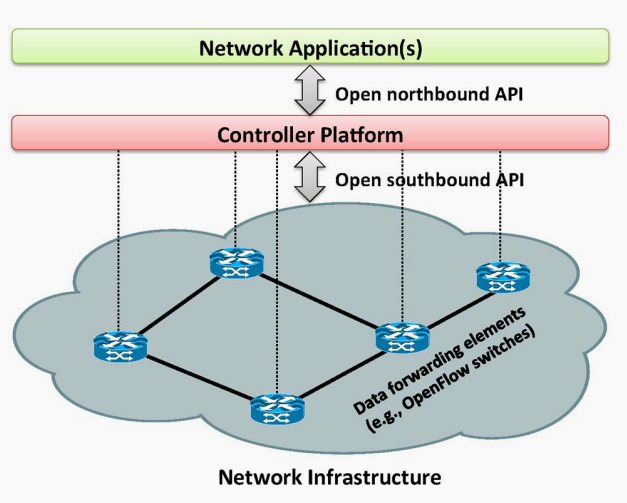 Network Application(s)
Open northbound API
Controller Platform
Open southbound API
Data forwarding elements
(e.g., OpenFlow switches)
Network Infrastructure